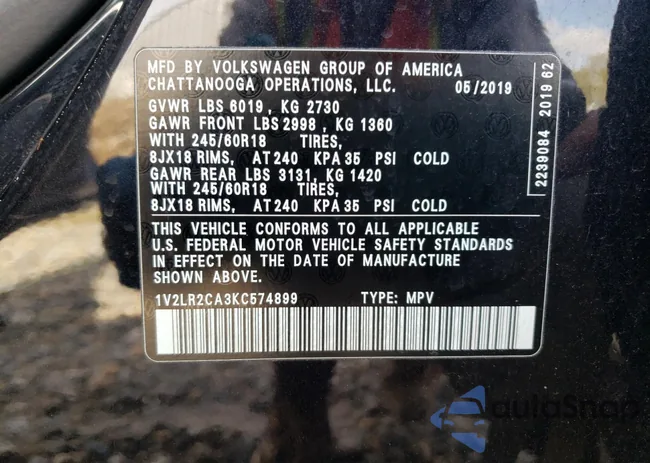 MFD BY VOLKSWAGEN GROUP OF AMERICA
CHATTANOOGA OPERATIONS, LLC. 05/2019
GVWR LBS 6019, KG 2730
GAWR FRONT LBS 2998, KG 1360
WITH 245/60R18 TIRES,
8JX18 RIMS, AT 240 KPA 35 PSI COLD
GAWR REAR LBS 3131, KG 1420
WITH 245/60R18 TIRES,
8JX18 RIMS, AT 240 KPA 35 PSI COLD
THIS VEHICLE CONFORMS TO ALL APPLICABLE
U.S. FEDERAL MOTOR VEHICLE SAFETY STANDARDS
IN EFFECT ON THE DATE OF MANUFACTURE
SHOWN ABOVE.
1V2LR2CA3KC574899 TYPE: MPV
2239084 2019 62
autoSnap